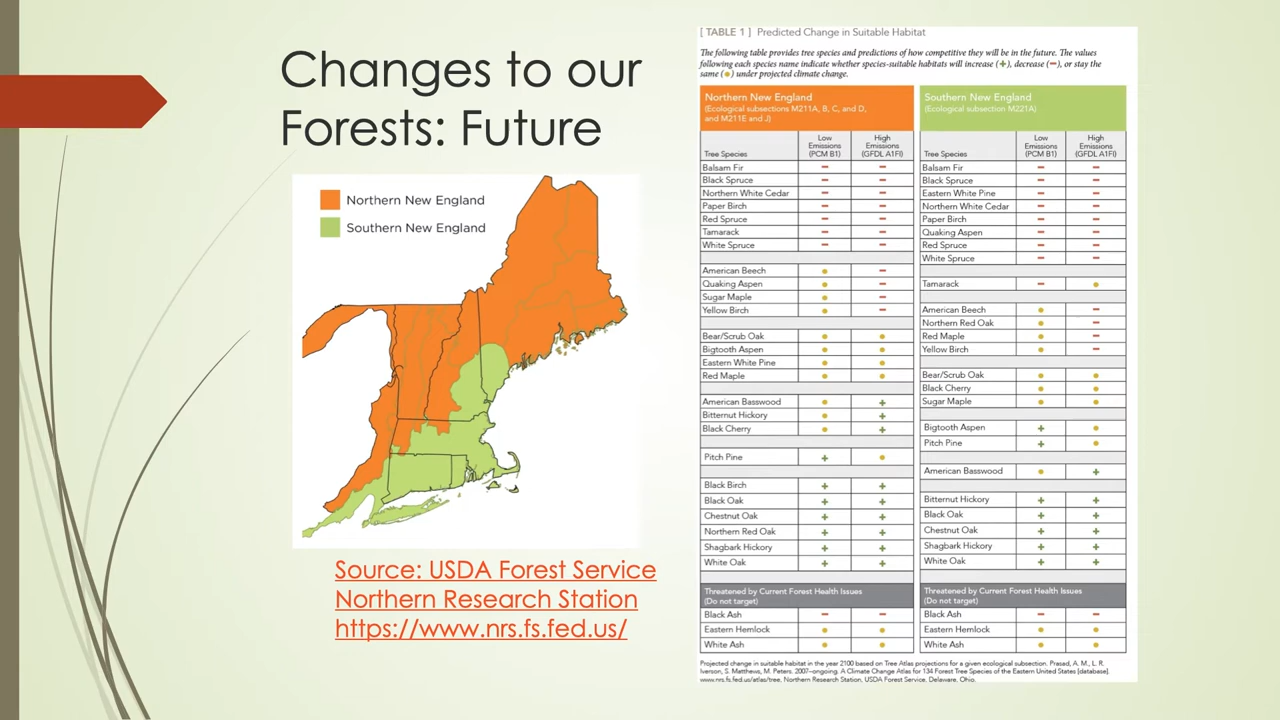 Changes to our
Forests: Future
Northern New England
Southern New England
Source: USDA Forest Service
Northern Research Station
https://www.nrs.fs.fed.us/
[ TABLE 1 ] Predicted Change in Suitable Habitat
The following table provides tree species and predictions of how competitive they will be in the future. The values
following each species name indicate whether species-suitable habitats will increase (+), decrease (−), or stay the
same (●) under projected climate change.
Northern New England
(Ecological subsections M211A, B, C, and D,
and M211E and J)
Tree Species Low Emissions (PCM B1) High Emissions (GFDL A1FI)
Balsam Fir − −
Black Spruce − −
Northern White Cedar − −
Paper Birch − −
Red Spruce − −
Tamarack − −
White Spruce − −
American Beech ● −
Quaking Aspen ● −
Sugar Maple ● −
Yellow Birch ● −
Bear/Scrub Oak ● ●
Bigtooth Aspen ● ●
Eastern White Pine ● ●
Red Maple ● ●
American Basswood ● +
Bitternut Hickory ● +
Black Cherry ● +
Pitch Pine + ●
Black Birch + +
Black Oak + +
Chestnut Oak + +
Northern Red Oak + +
Shagbark Hickory + +
White Oak + +
Threatened by Current Forest Health Issues
(Do not target)
Black Ash − −
Eastern Hemlock ● ●
White Ash ● ●
Southern New England
(Ecological subsection M221A)
Tree Species Low Emissions (PCM B1) High Emissions (GFDL A1FI)
Balsam Fir − −
Black Spruce − −
Eastern White Pine − −
Northern White Cedar − −
Paper Birch − −
Quaking Aspen − −
Red Spruce − −
White Spruce − −
Tamarack − ●
American Beech ● −
Northern Red Oak ● −
Red Maple ● −
Yellow Birch ● −
Bear/Scrub Oak ● ●
Black Cherry ● ●
Sugar Maple ● ●
Bigtooth Aspen + ●
Pitch Pine + ●
American Basswood ● +
Bitternut Hickory + +
Black Oak + +
Chestnut Oak + +
Shagbark Hickory + +
White Oak + +
Threatened by Current Forest Health Issues
(Do not target)
Black Ash − −
Eastern Hemlock ● ●
White Ash ● ●
Projected change in suitable habitat in the year 2100 based on Tree Atlas projections for a given ecological subsection. Prasad, A. M., L. R.
Iverson, S. Matthews, M. Peters. 2007–ongoing. A Climate Change Atlas for 134 Forest Tree Species of the Eastern United States [database].
www.nrs.fs.fed.us/atlas/tree, Northern Research Station, USDA Forest Service, Delaware, Ohio.